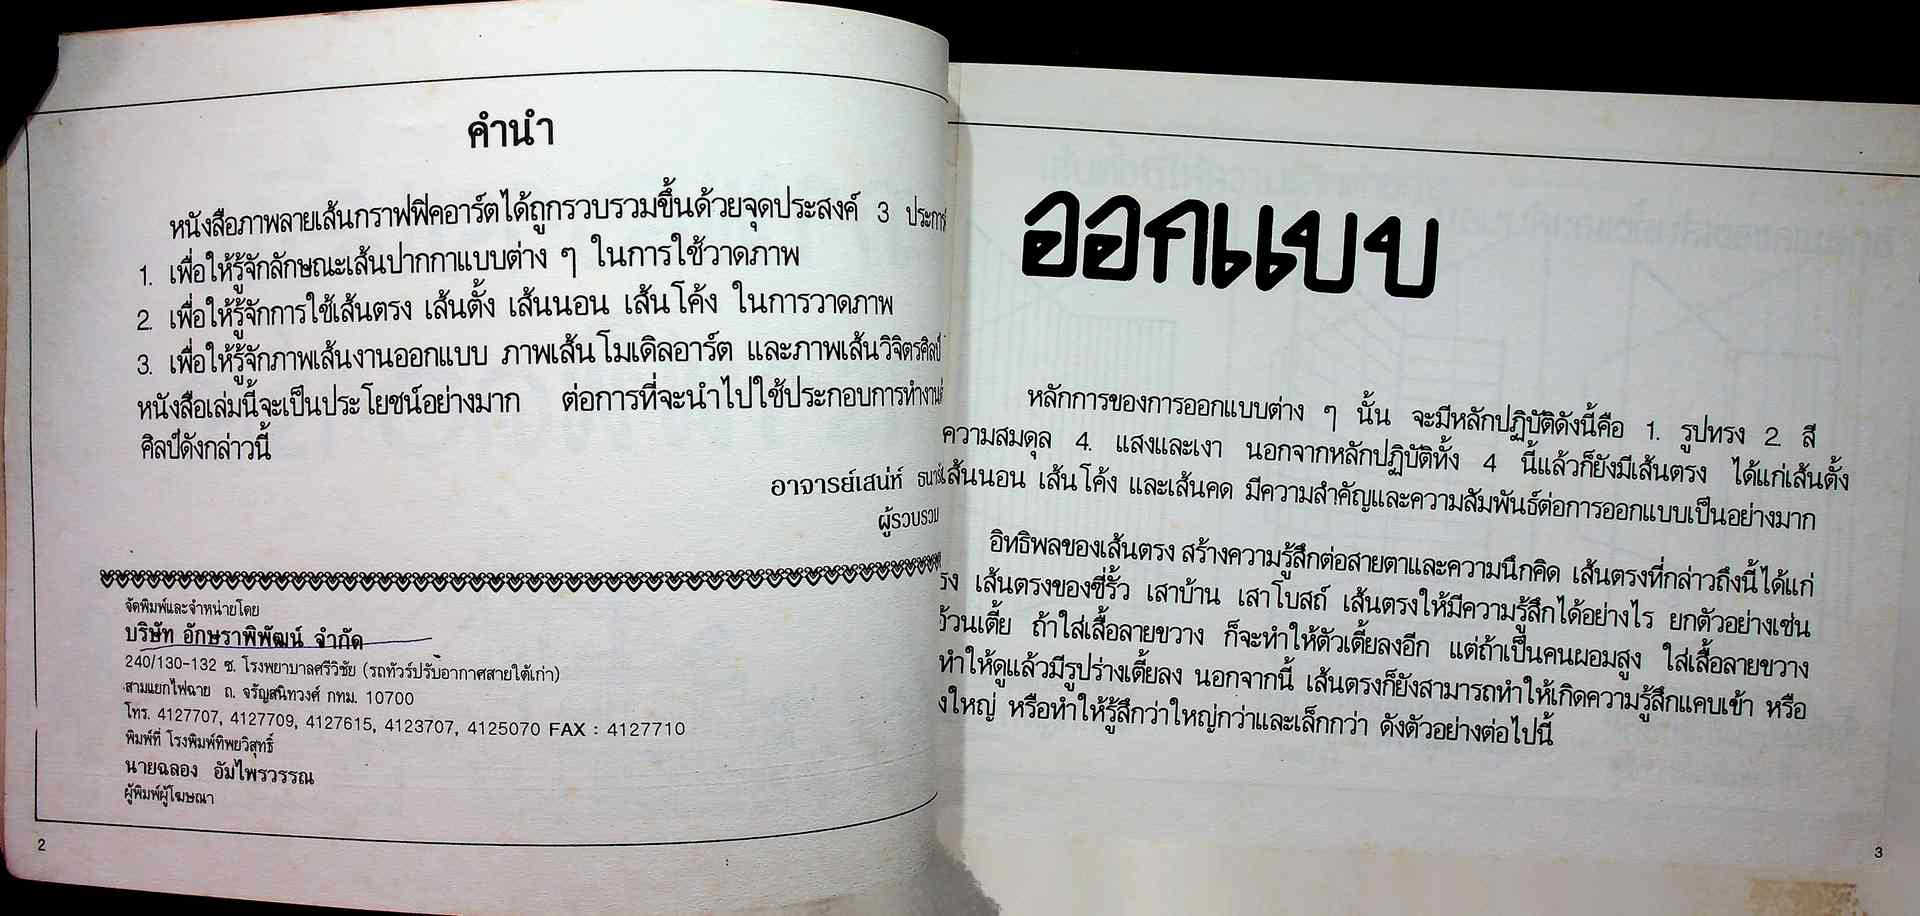 คำนำ
หนังสือภาพลายเส้นกราฟฟิคอาร์ตได้ถูกรวบรวมขึ้นด้วยจุดประสงค์ 3 ประการ
1. เพื่อให้รู้จักลักษณะเส้นปากกาแบบต่าง ๆ ในการใช้วาดภาพ
2. เพื่อให้รู้จักการใช้เส้นตรง เส้นตั้ง เส้นนอน เส้นโค้ง ในการวาดภาพ
3. เพื่อให้รู้จักภาพเส้นงานออกแบบ ภาพเส้นโมเดิลอาร์ต และภาพเส้นวิจิตรศิลป์
หนังสือเล่มนี้จะเป็นประโยชน์อย่างมาก ต่อการที่จะนำไปใช้ประกอบการทำงาน
ศิลป์ดังกล่าวนี้
อาจารย์เสน่ห์
ผู้รวบรวม
จัดพิมพ์และจำหน่ายโดย
บริษัท อักษราพิพัฒน์ จำกัด
240/130-132 ซ. โรงพยาบาลศรีวิชัย (รถทัวร์ปรับอากาศสายใต้เก่า)
สามแยกไฟฉาย ถ. จรัญสนิทวงศ์ กทม. 10700
โทร. 4127707, 4127709, 4127615, 4123707, 4125070 FAX : 4127710
พิมพ์ที่ โรงพิมพ์ทิพยวิสุทธิ์
นายฉลอง อัมไพรวรรณ
ผู้พิมพ์ผู้โฆษณา
2
ออกแบบ
หลักการของการออกแบบต่าง ๆ นั้น จะมีหลักปฏิบัติดังนี้คือ 1. รูปทรง 2. สี
ความสมดุล 4. แสงและเงา นอกจากหลักปฏิบัติทั้ง 4 นี้แล้วก็ยังมีเส้นตรง ได้แก่เส้นตั้ง
เส้นนอน เส้นโค้ง และเส้นคด มีความสำคัญและความสัมพันธ์ต่อการออกแบบเป็นอย่างมาก
อิทธิพลของเส้นตรง สร้างความรู้สึกต่อสายตาและความนึกคิด เส้นตรงที่กล่าวถึงนี้ได้แก่
เส้นตรงของซี่รั้ว เสาบ้าน เสาโบสถ์ เส้นตรงให้มีความรู้สึกได้อย่างไร ยกตัวอย่างเช่น
อ้วนเตี้ย ถ้าใส่เสื้อลายขวาง ก็จะทำให้ตัวเตี้ยลงอีก แต่ถ้าเป็นคนผอมสูง ใส่เสื้อลายขวาง
ทำให้ดูแล้วมีรูปร่างเตี้ยลง นอกจากนี้ เส้นตรงก็ยังสามารถทำให้เกิดความรู้สึกแคบเข้า หรือ
ใหญ่ หรือทำให้รู้สึกว่าใหญ่กว่าและเล็กกว่า ดังตัวอย่างต่อไปนี้
3